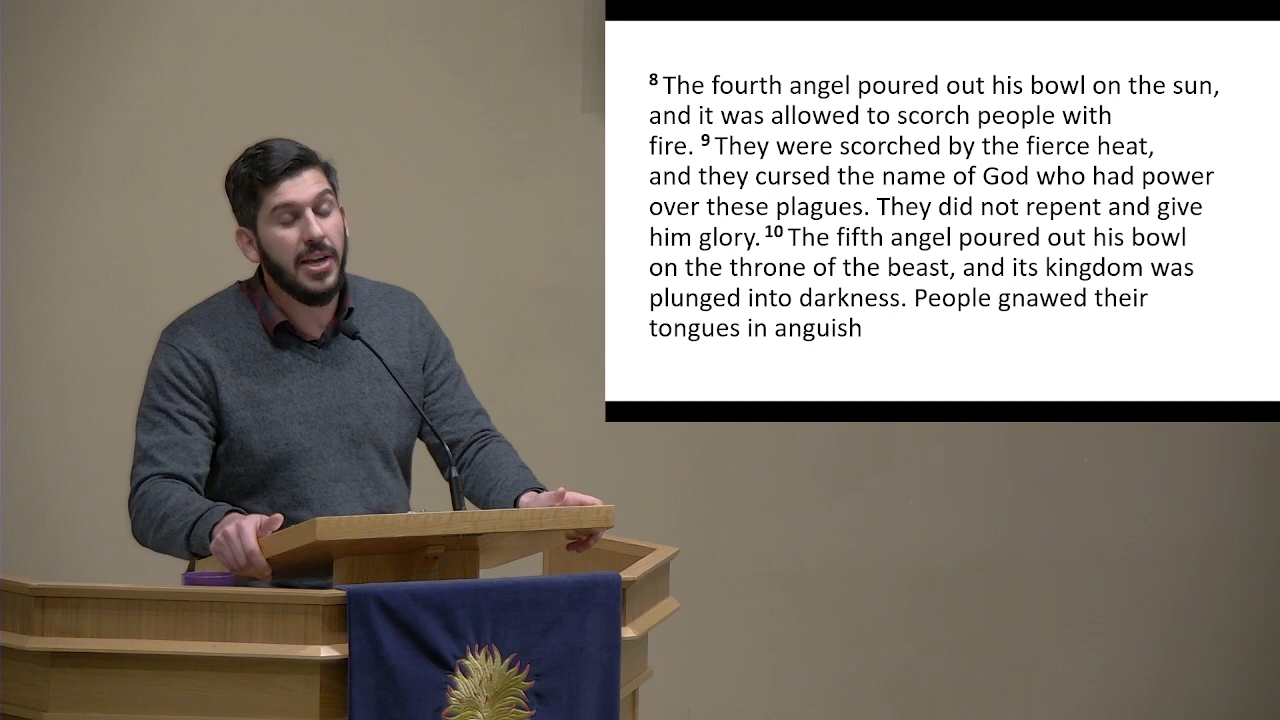 8 The fourth angel poured out his bowl on the sun,
and it was allowed to scorch people with
fire. 9 They were scorched by the fierce heat,
and they cursed the name of God who had power
over these plagues. They did not repent and give
him glory. 10 The fifth angel poured out his bowl
on the throne of the beast, and its kingdom was
plunged into darkness. People gnawed their
tongues in anguish